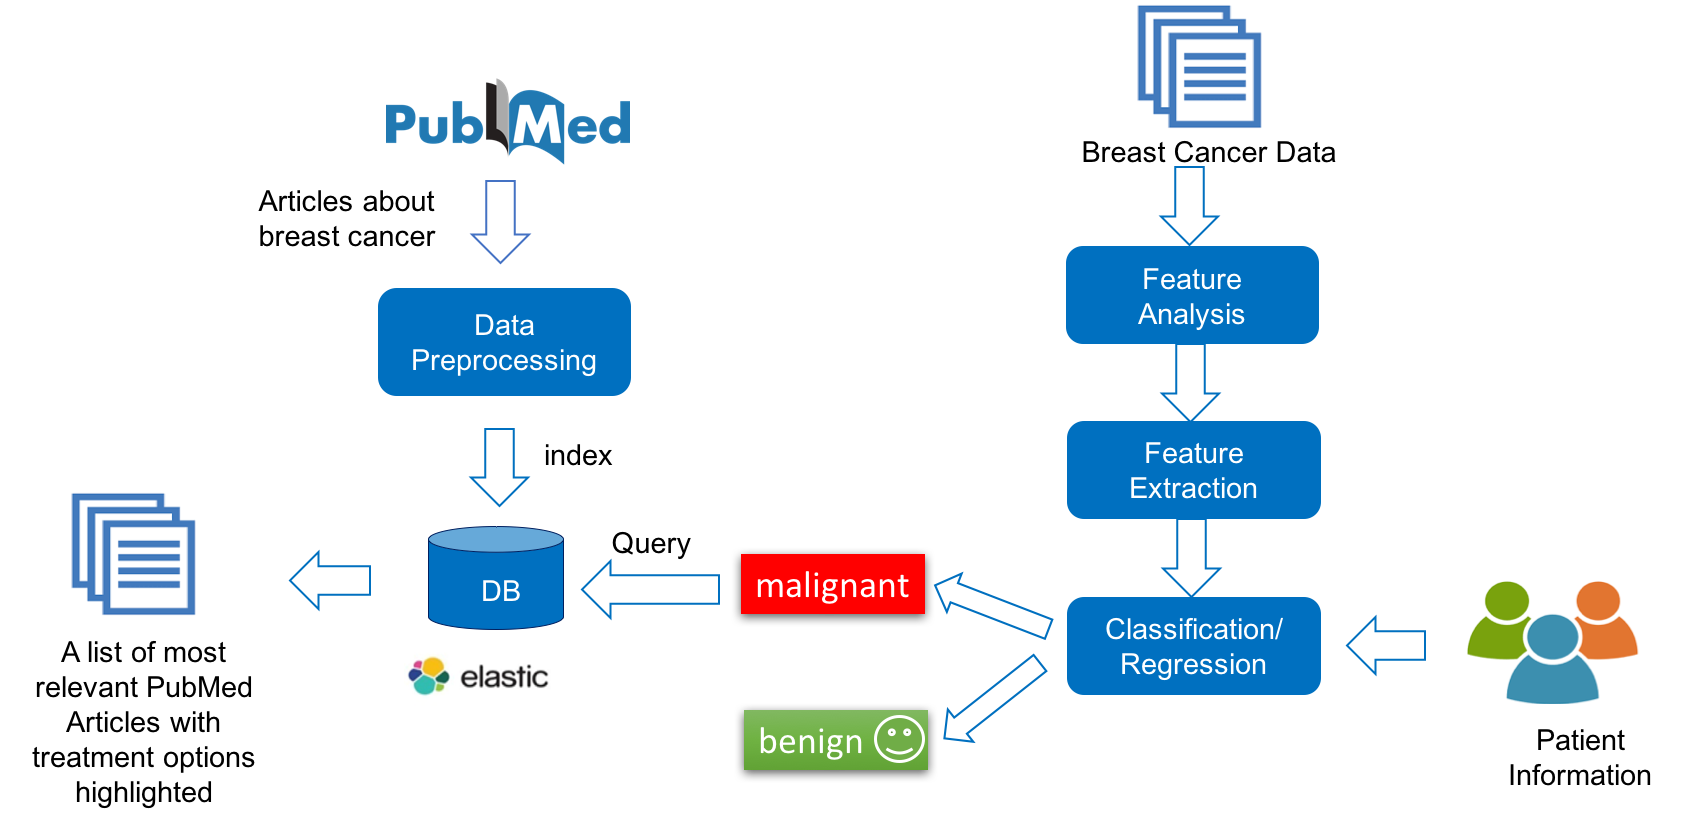 PubMed
Articles about
breast cancer
Data
Preprocessing
index
DB
elastic
Query
A list of most
relevant PubMed
Articles with
treatment options
highlighted
Breast Cancer Data
Feature
Analysis
Feature
Extraction
Classification/
Regression
malignant
benign
Patient
Information